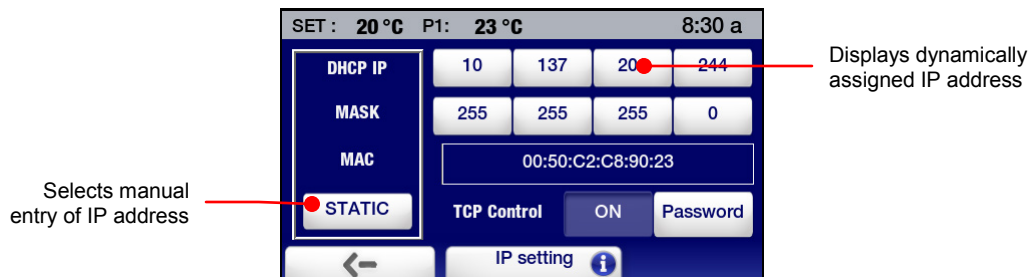 SET : 20 °C P1: 23 °C 8:30 a
DHCP IP 10 137 20 244
Displays dynamically
assigned IP address
MASK 255 255 255 0
MAC 00:50:C2:C8:90:23
Selects manual
entry of IP address
STATIC TCP Control ON Password
IP setting